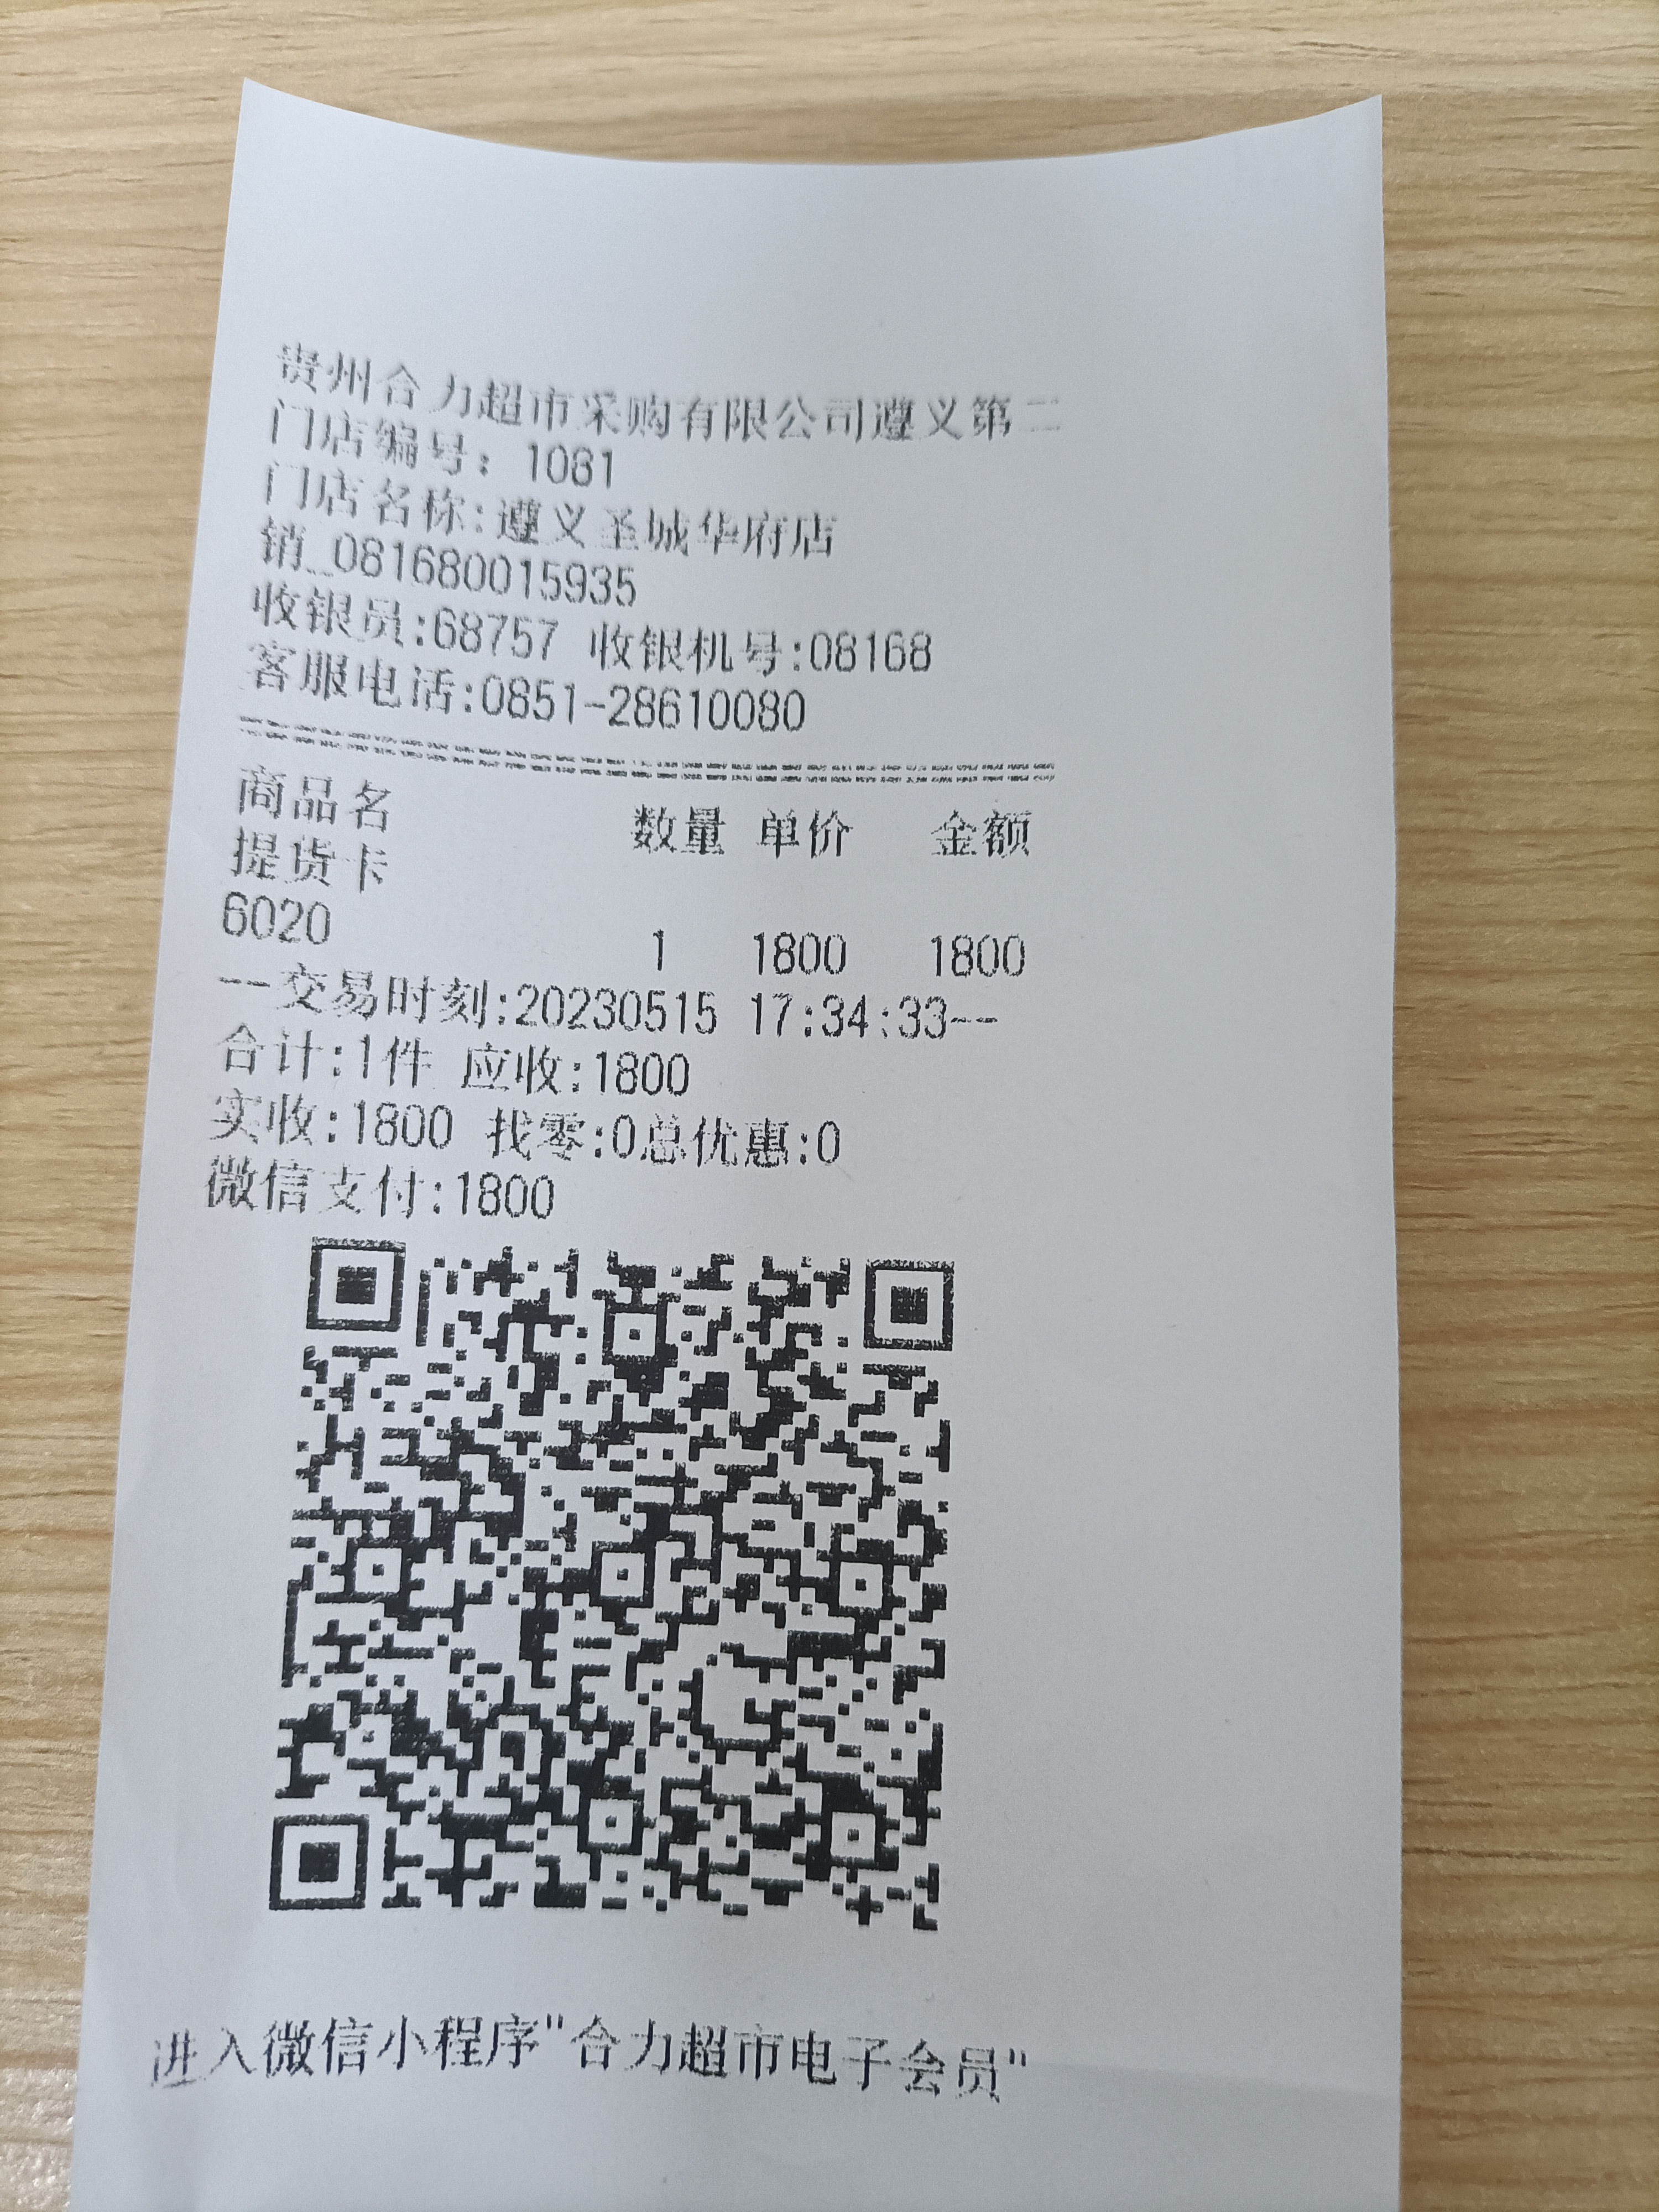 贵州合力超市采购有限公司遵义第二
门店编号：1081
门店名称:遵义圣城华府店
销_081680015935
收银员:68757 收银机号:08168
客服电话:0851-28610080
商品名 数量 单价 金额
提货卡
6020 1 1800 1800
--交易时刻:20230515 17:34:33--
合计:1件 应收:1800
实收:1800 找零:0总优惠:0
微信支付:1800
进入微信小程序"合力超市电子会员"